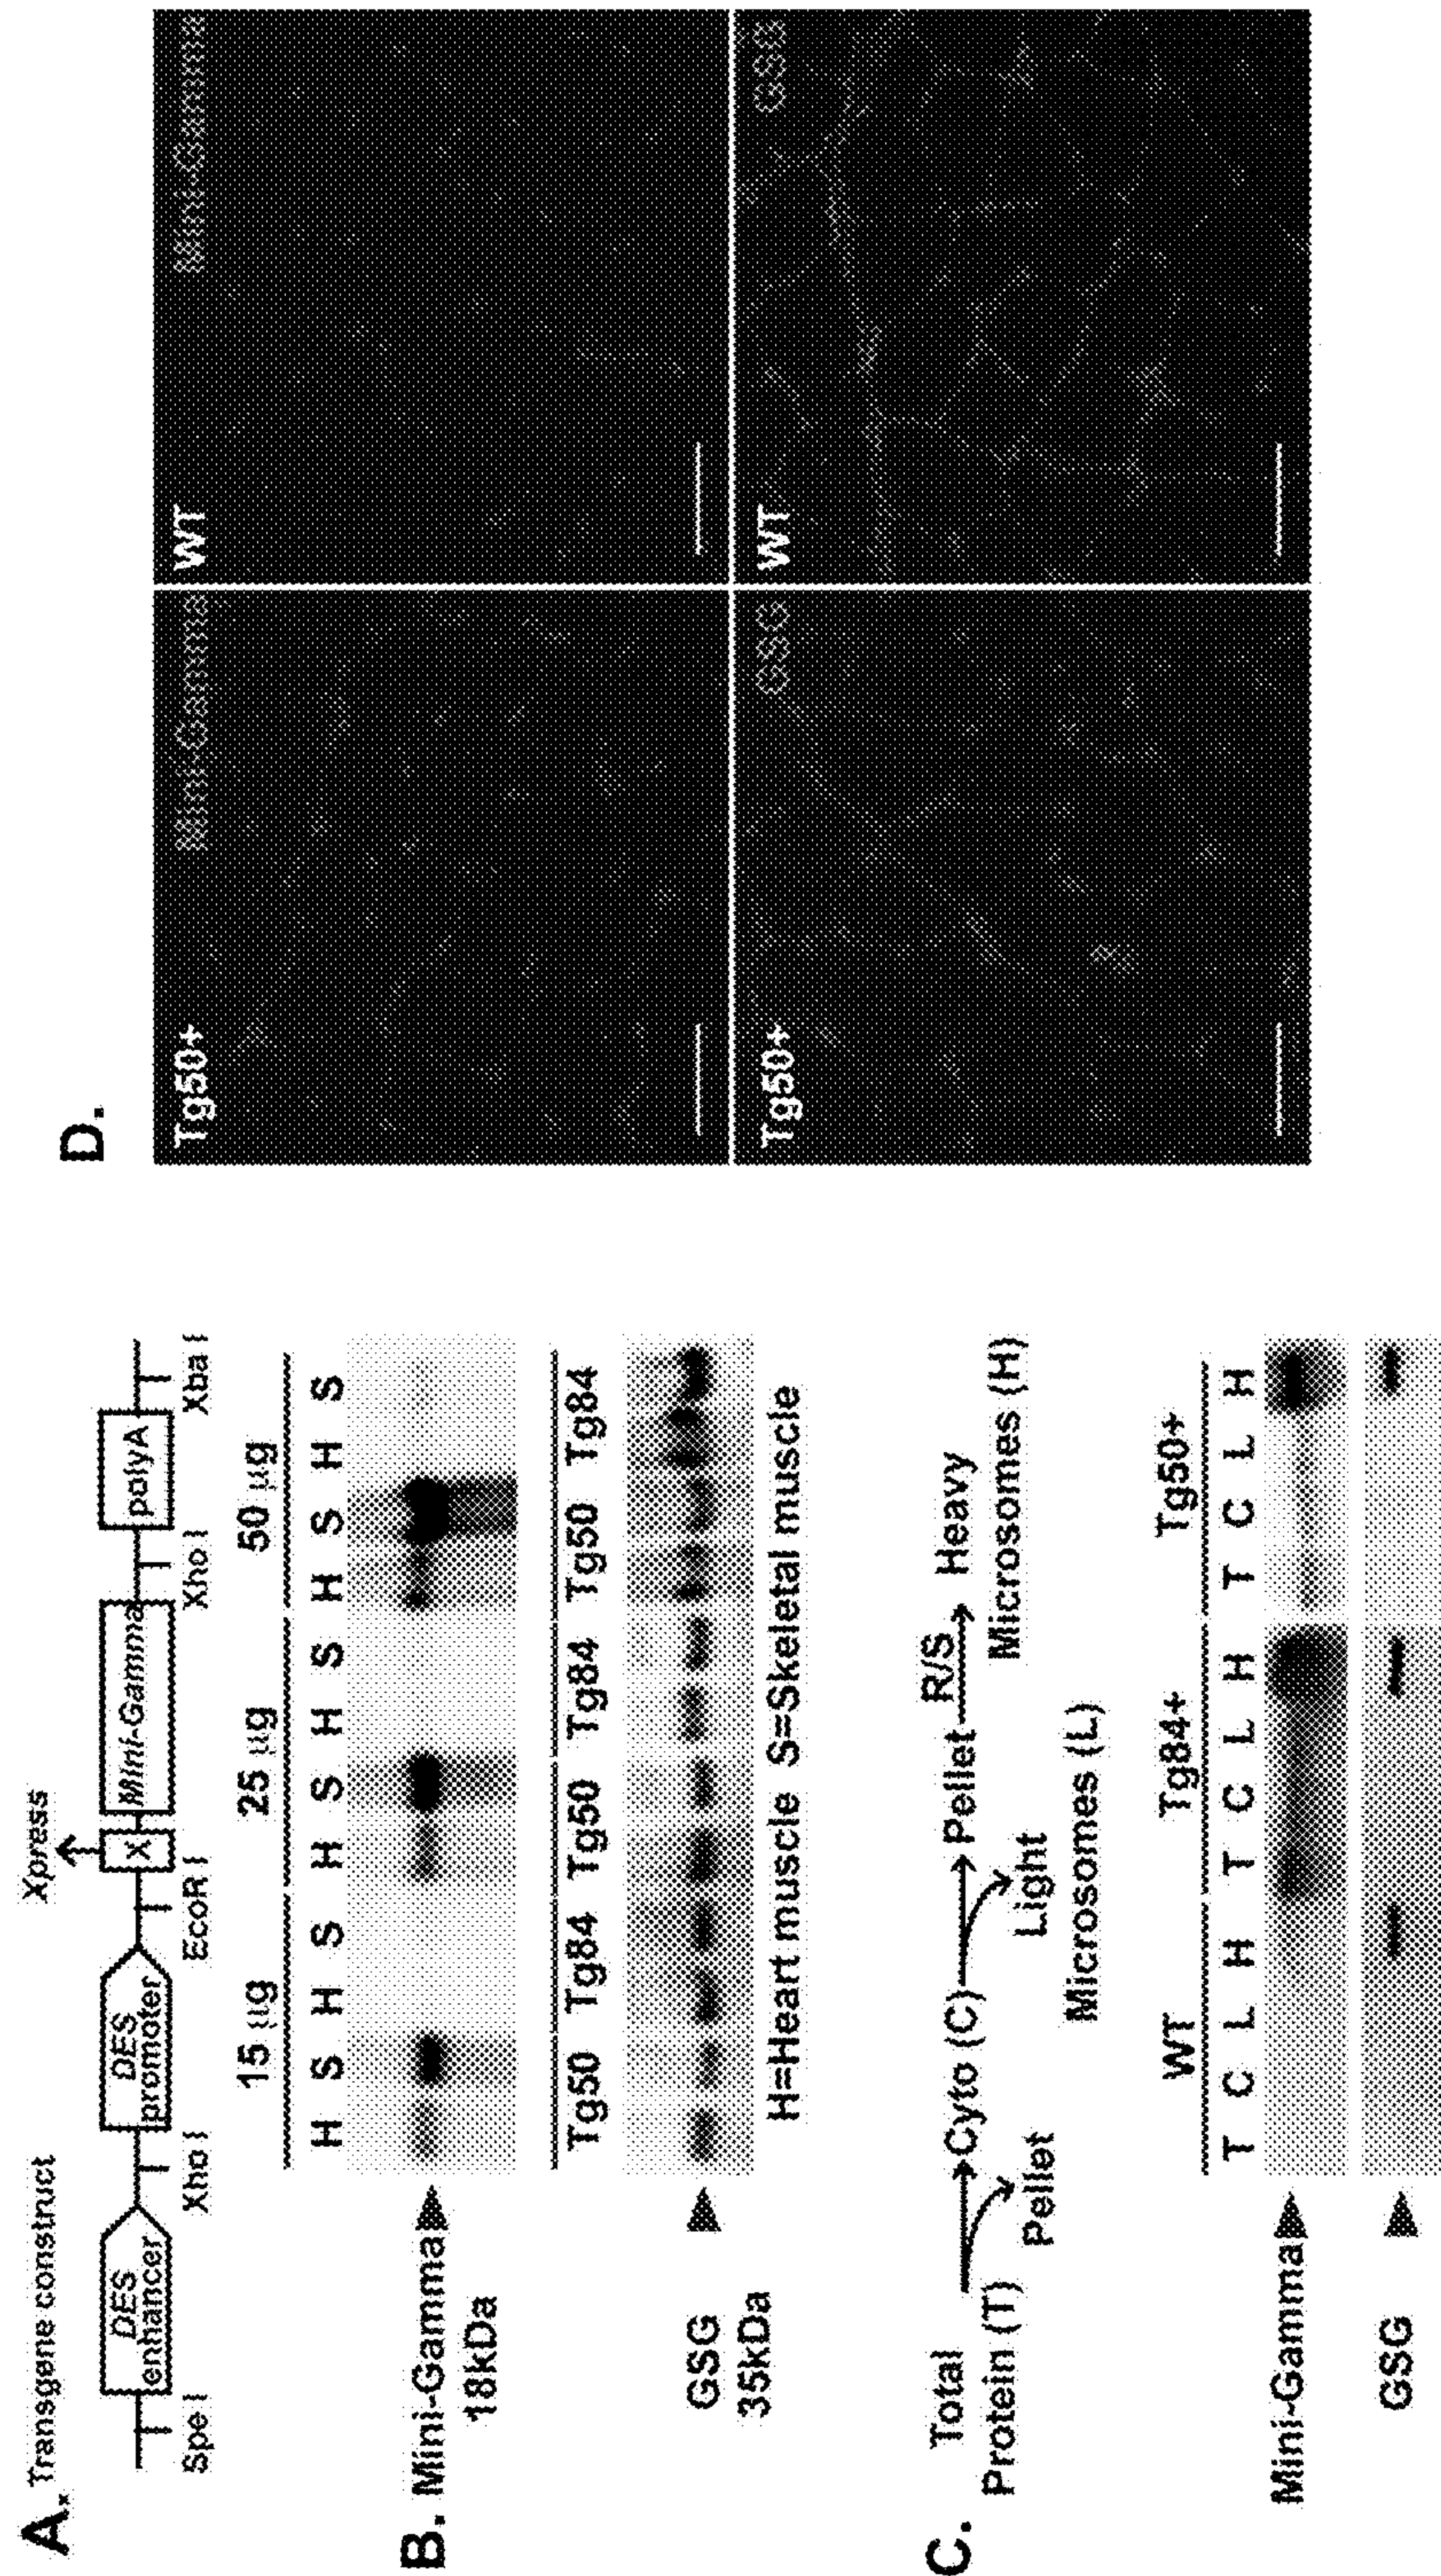 A. Transgene construct
Xpress
DES enhancer
DES promoter
X
Mini-Gamma
polyA
Spe I
Xho I
EcoR I
Xho I
Xba I
B.
15 µg
25 µg
50 µg
H S H S H S H S H S H S
Mini-Gamma
18kDa
Tg50 Tg84 Tg50 Tg84 Tg50 Tg84
GSG
35kDa
H=Heart muscle S=Skeletal muscle
C.
Total
Protein (T)
Cyto (C)
Pellet
R/S
Heavy
Microsomes (H)
Pellet
Light
Microsomes (L)
WT
Tg84+
Tg50+
T C L H T C L H T C L H
Mini-Gamma
GSG
D.
Tg50+
Mini-Gamma
WT
Mini-Gamma
Tg50+
GSG
WT
GSG